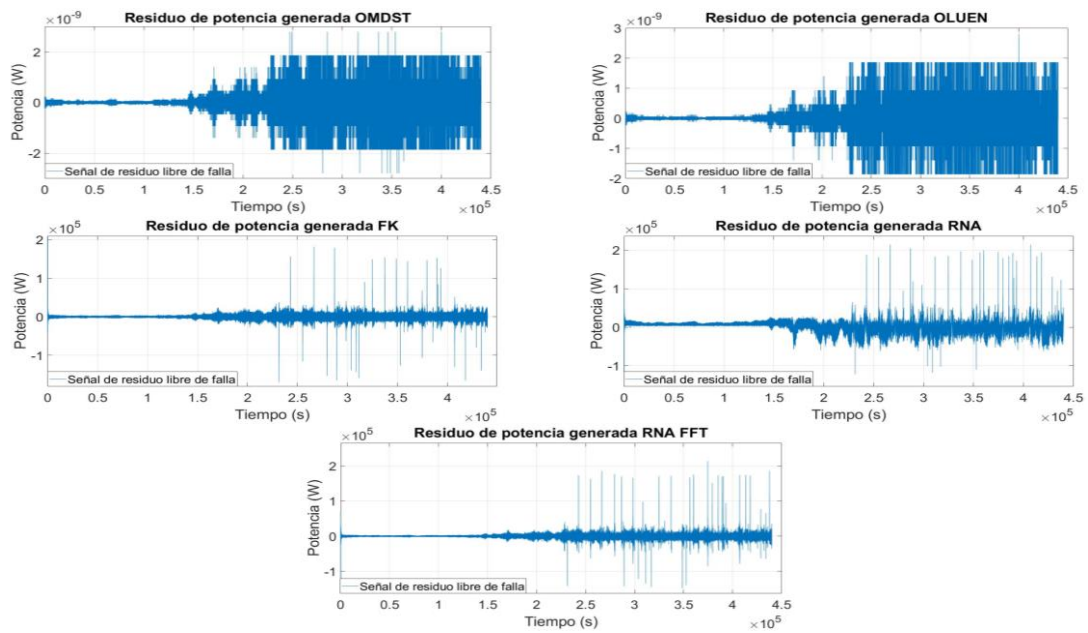 Residuo de potencia generada OMDST
×10⁻⁹
Potencia (W)
2
0
-2
Señal de residuo libre de falla
0 0.5 1 1.5 2 2.5 3 3.5 4 4.5
Tiempo (s)
×10⁵
Residuo de potencia generada OLUEN
×10⁻⁹
Potencia (W)
3
2
1
0
-1
-2
Señal de residuo libre de falla
0 0.5 1 1.5 2 2.5 3 3.5 4 4.5
Tiempo (s)
×10⁵
Residuo de potencia generada FK
×10⁵
Potencia (W)
2
1
0
-1
Señal de residuo libre de falla
0 0.5 1 1.5 2 2.5 3 3.5 4 4.5
Tiempo (s)
×10⁵
Residuo de potencia generada RNA
×10⁵
Potencia (W)
2
1
0
-1
Señal de residuo libre de falla
0 0.5 1 1.5 2 2.5 3 3.5 4 4.5
Tiempo (s)
×10⁵
Residuo de potencia generada RNA FFT
×10⁵
Potencia (W)
2
1
0
-1
Señal de residuo libre de falla
0 0.5 1 1.5 2 2.5 3 3.5 4 4.5
Tiempo (s)
×10⁵